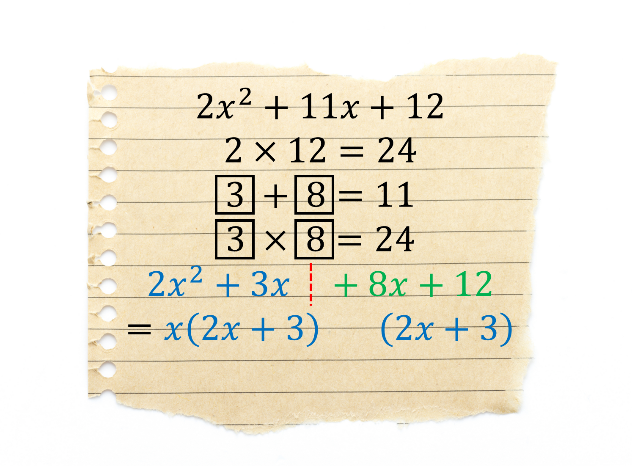 2x² + 11x + 12
2 × 12 = 24
3 + 8 = 11
3 × 8 = 24
2x² + 3x + 8x + 12
= x(2x + 3) (2x + 3)